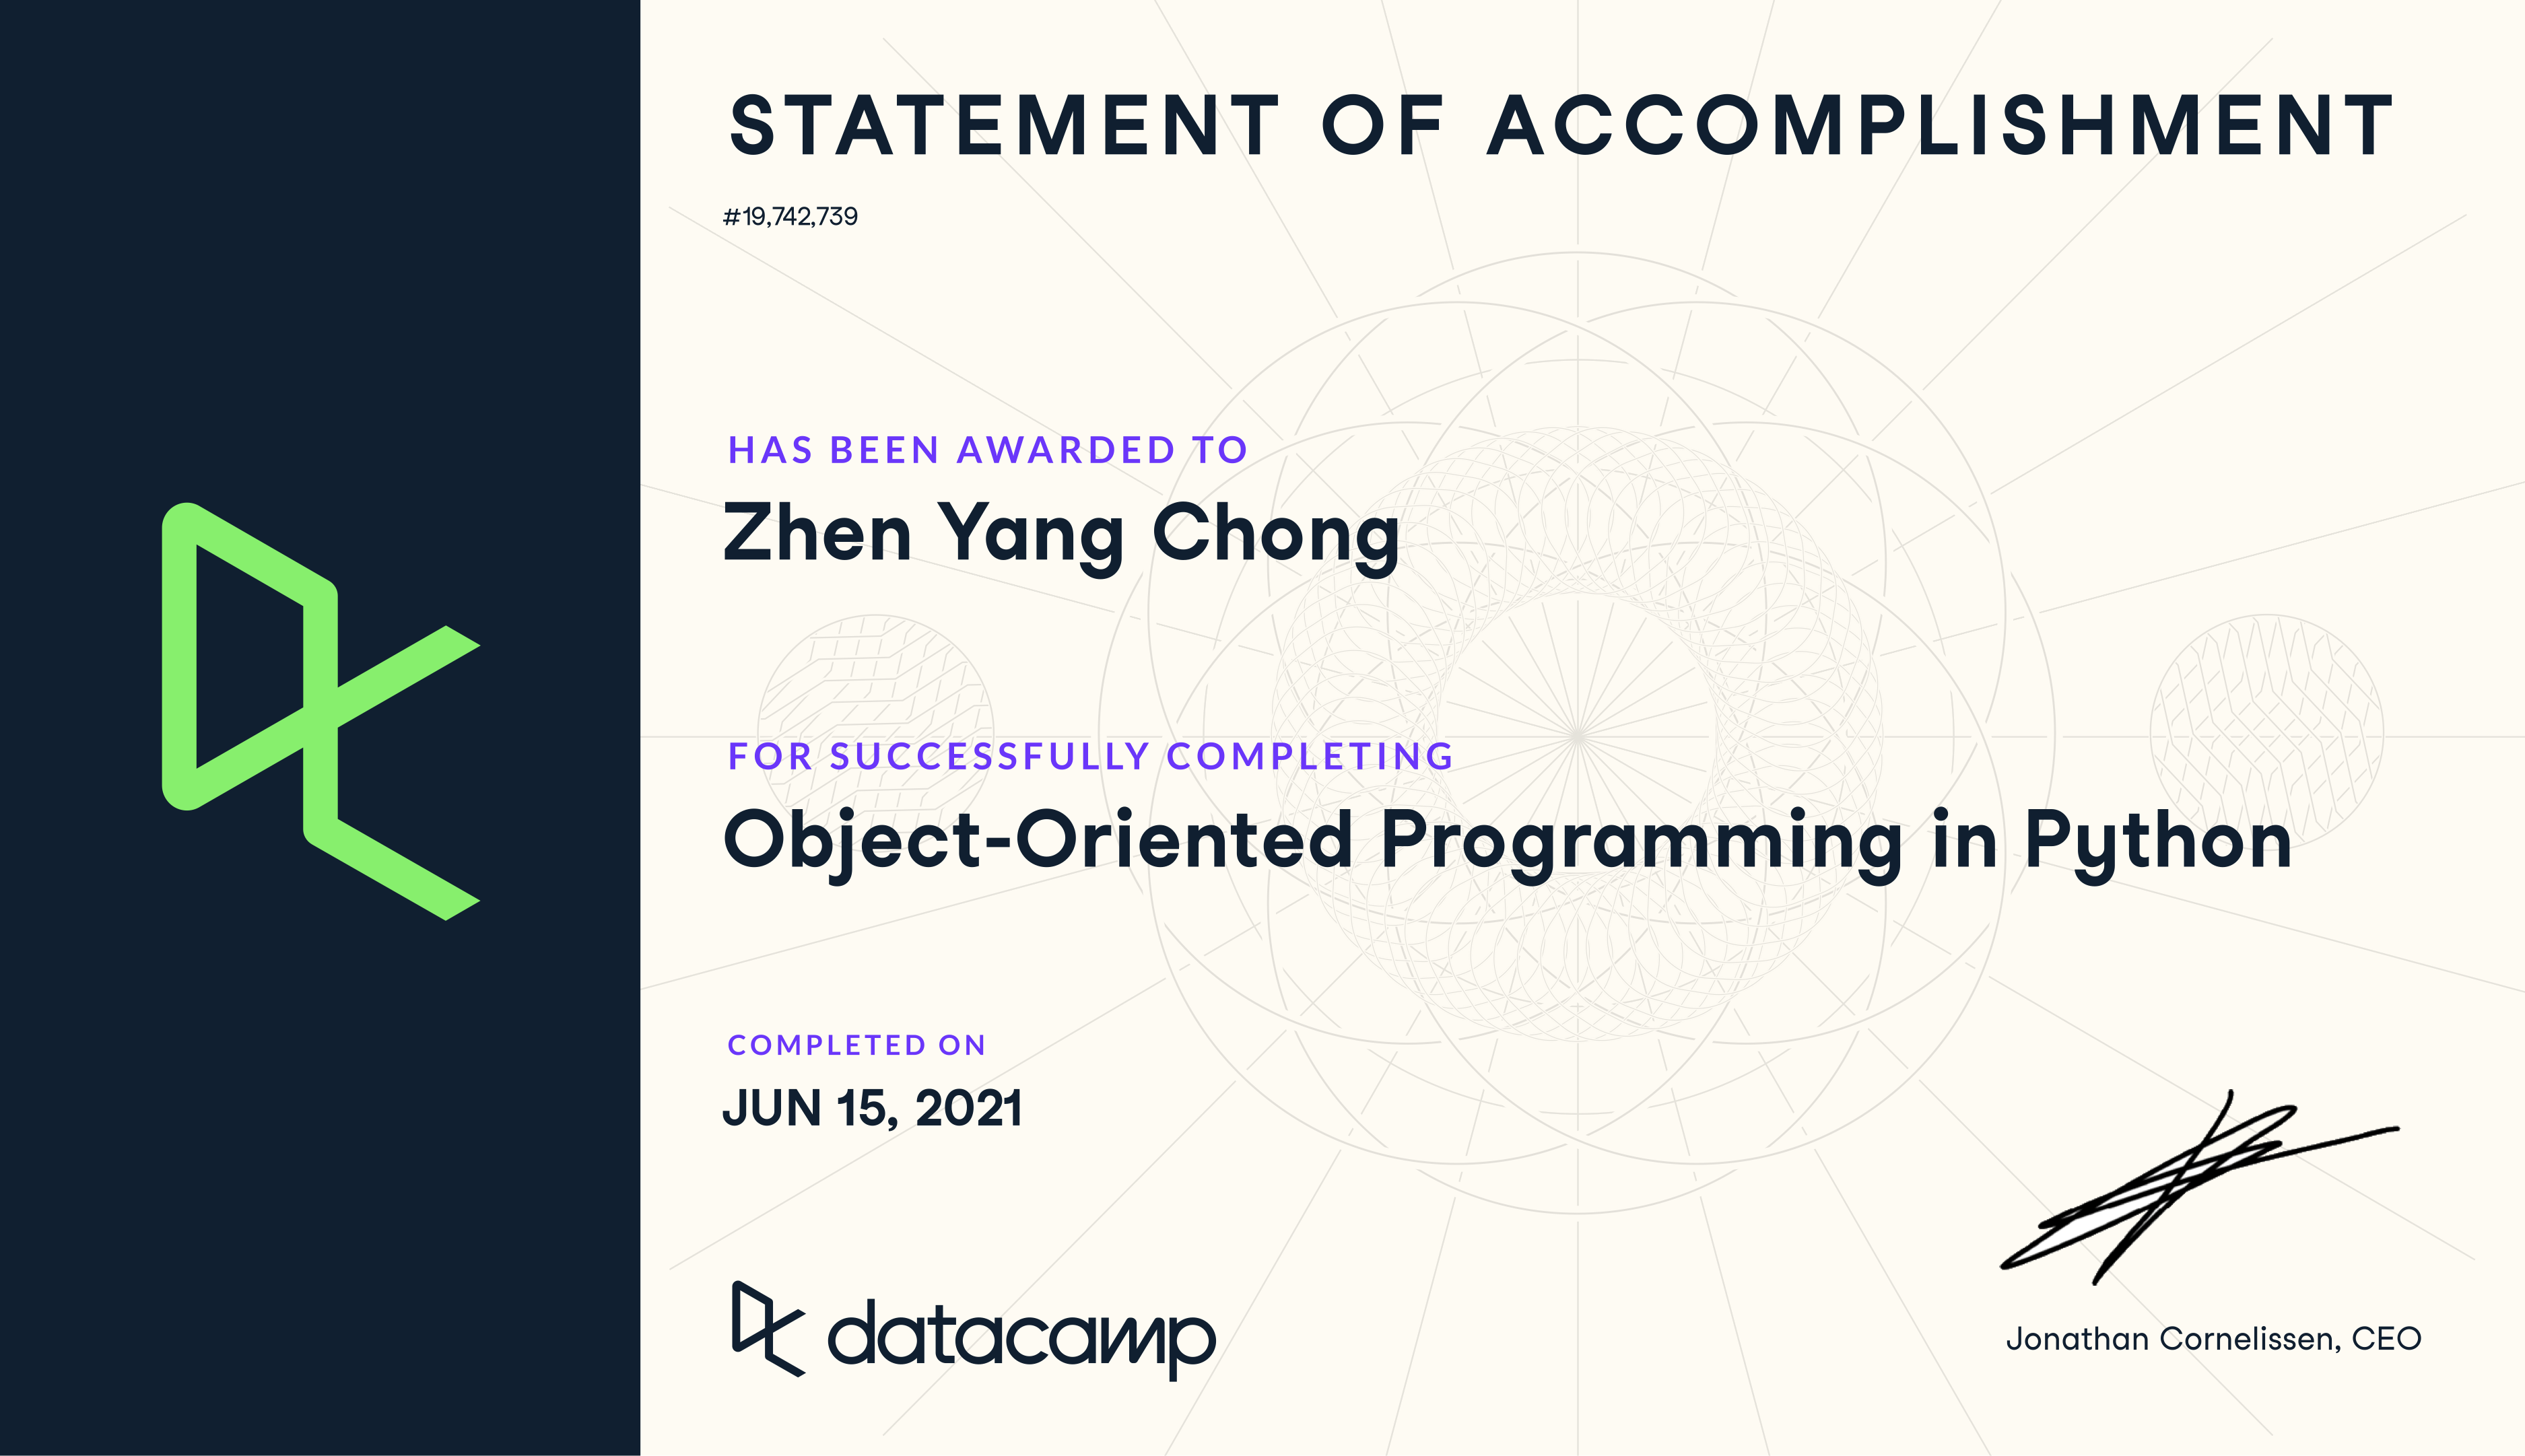 STATEMENT OF ACCOMPLISHMENT
#19,742,739
HAS BEEN AWARDED TO
Zhen Yang Chong
FOR SUCCESSFULLY COMPLETING
Object-Oriented Programming in Python
COMPLETED ON
JUN 15, 2021
datacamp
Jonathan Cornelissen, CEO